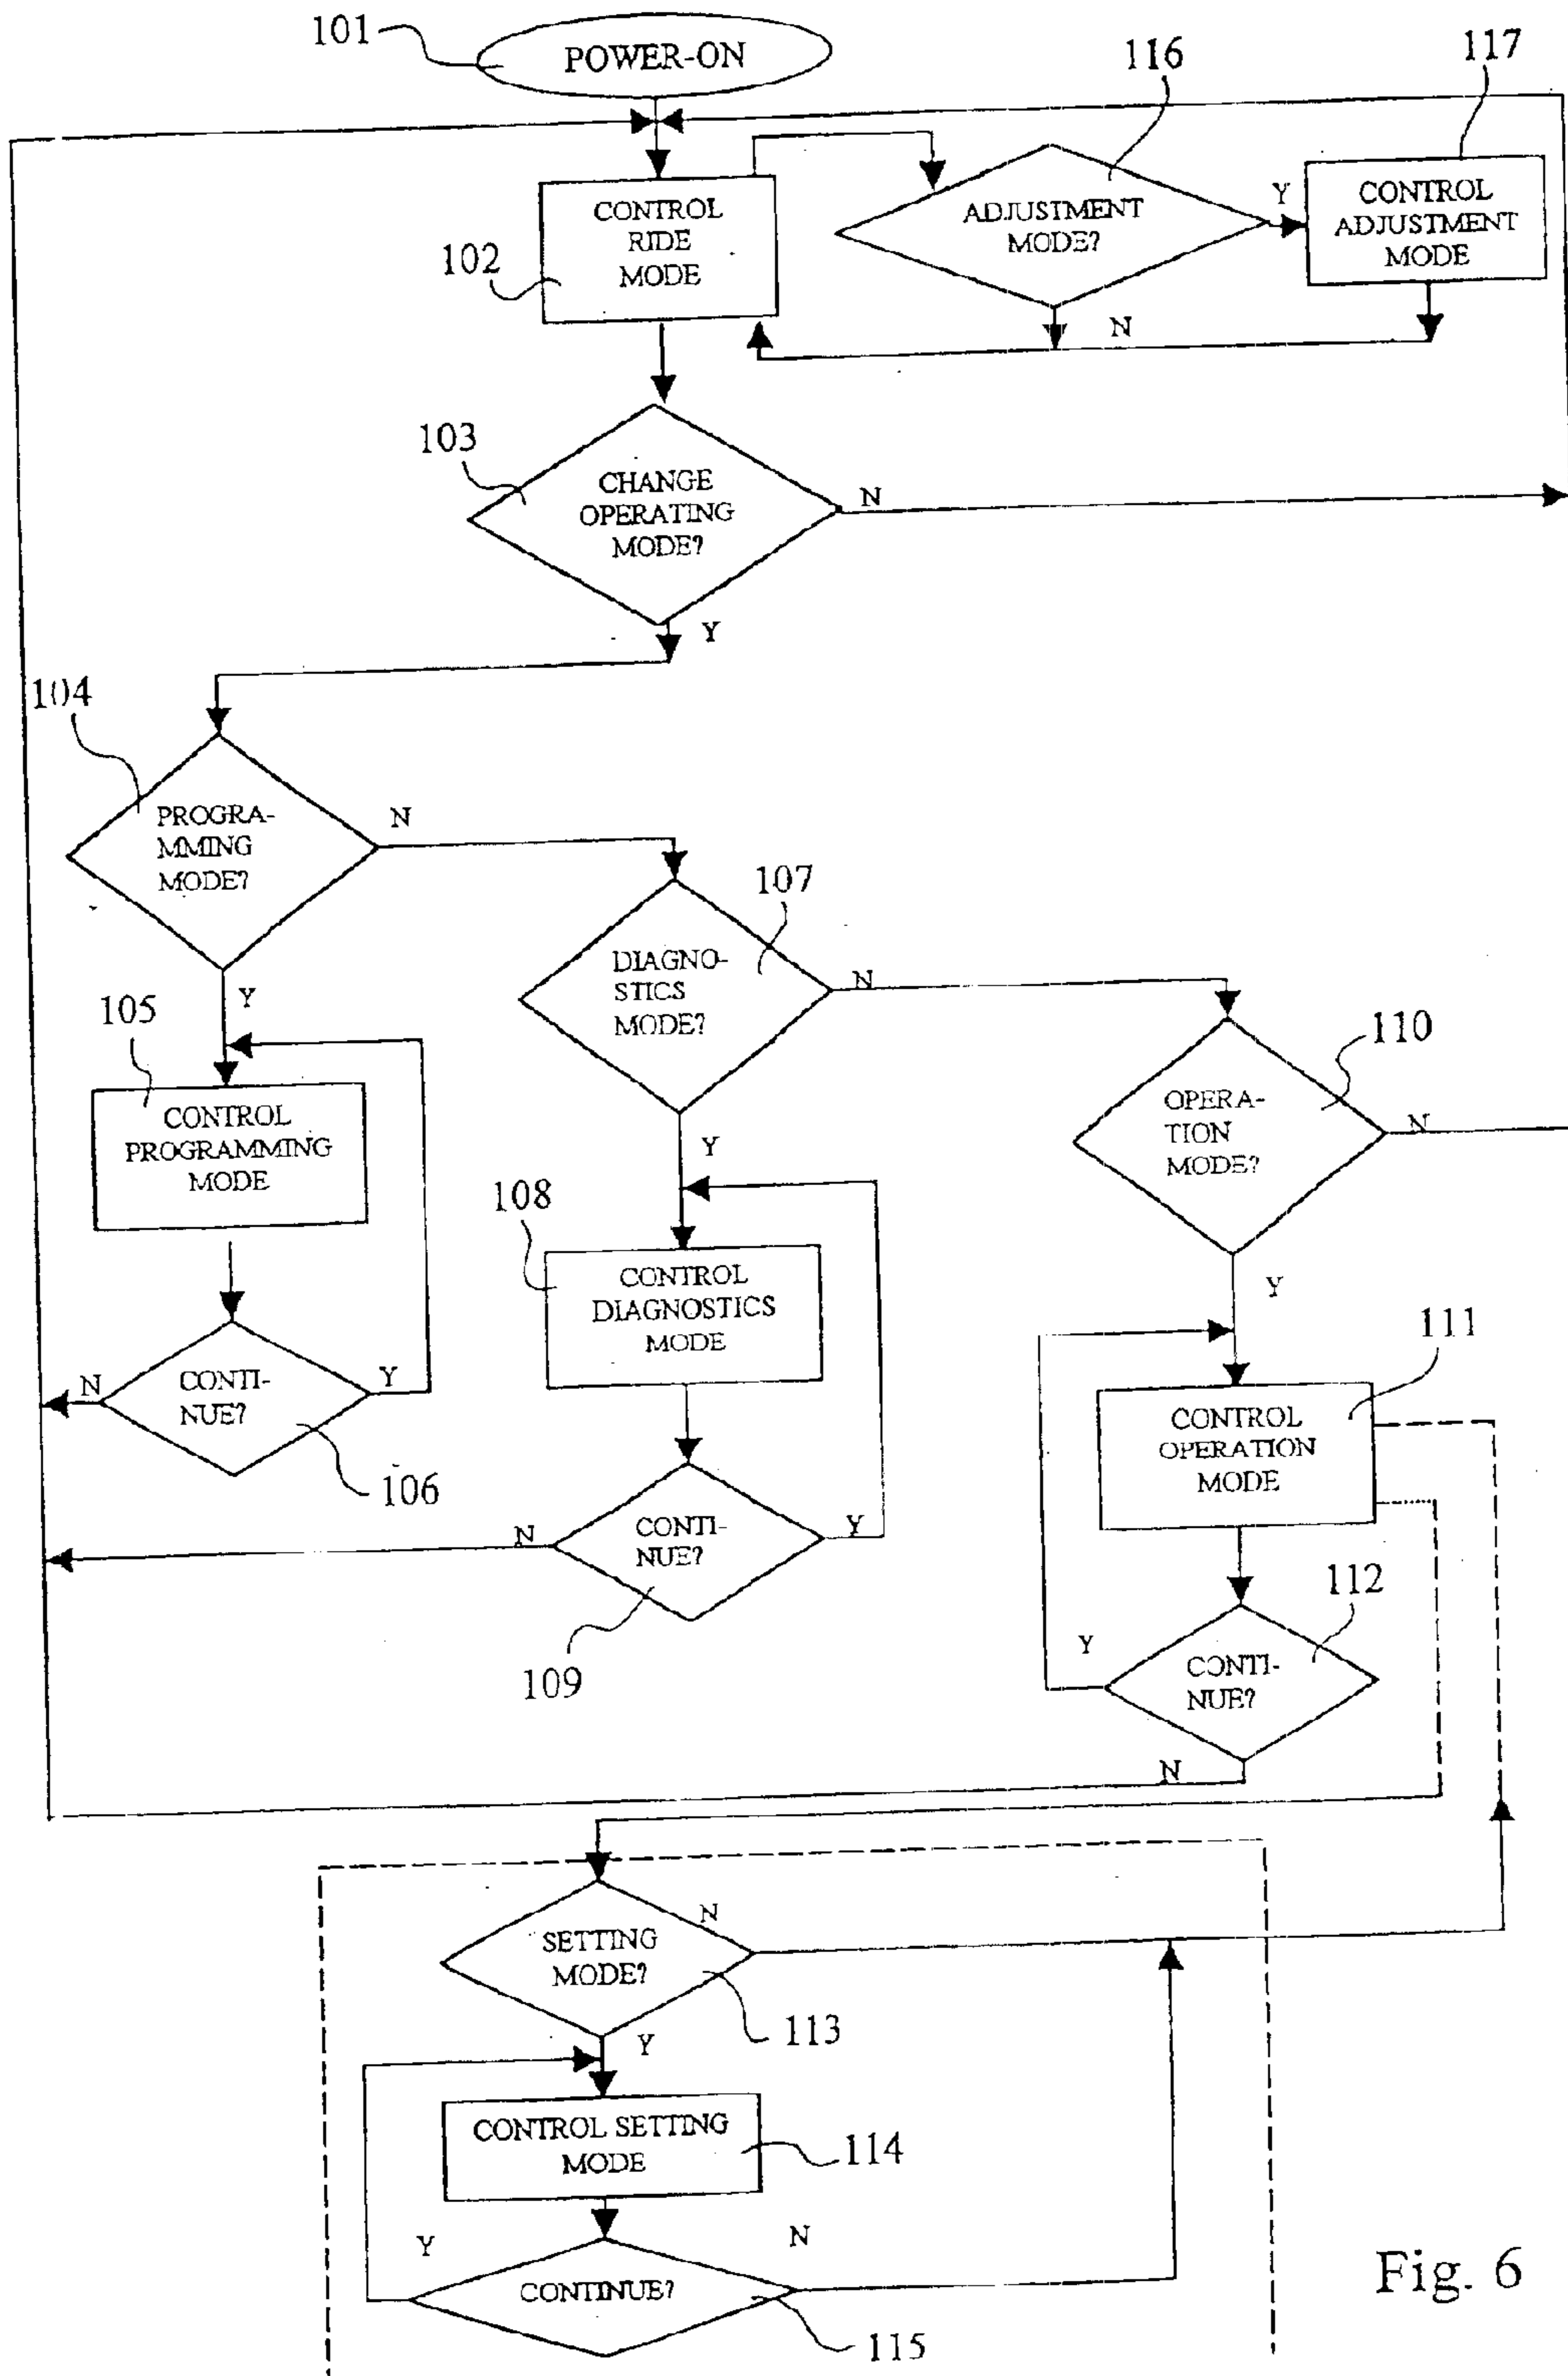 101
POWER-ON
116
117
CONTROL
RIDE
MODE
102
ADJUSTMENT
MODE?
Y
CONTROL
ADJUSTMENT
MODE
N
103
CHANGE
OPERATING
MODE?
N
Y
104
PROGRA-
MMING
MODE?
N
107
DIAGNO-
STICS
MODE?
N
Y
105
CONTROL
PROGRAMMING
MODE
110
OPERA-
TION
MODE?
N
Y
108
CONTROL
DIAGNOSTICS
MODE
Y
N
CONTI-
NUE?
Y
106
111
CONTROL
OPERATION
MODE
N
CONTI-
NUE?
Y
109
112
Y
CONTI-
NUE?
N
SETTING
MODE?
N
113
Y
CONTROL SETTING
MODE
114
Y
N
CONTINUE?
115
Fig. 6